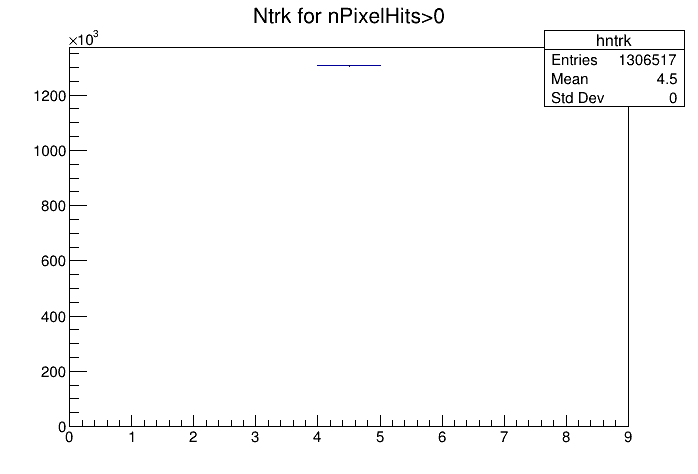 Ntrk for nPixelHits>0
×10³
hntrk
Entries 1306517
Mean 4.5
Std Dev 0
1200
1000
800
600
400
200
0
0 1 2 3 4 5 6 7 8 9